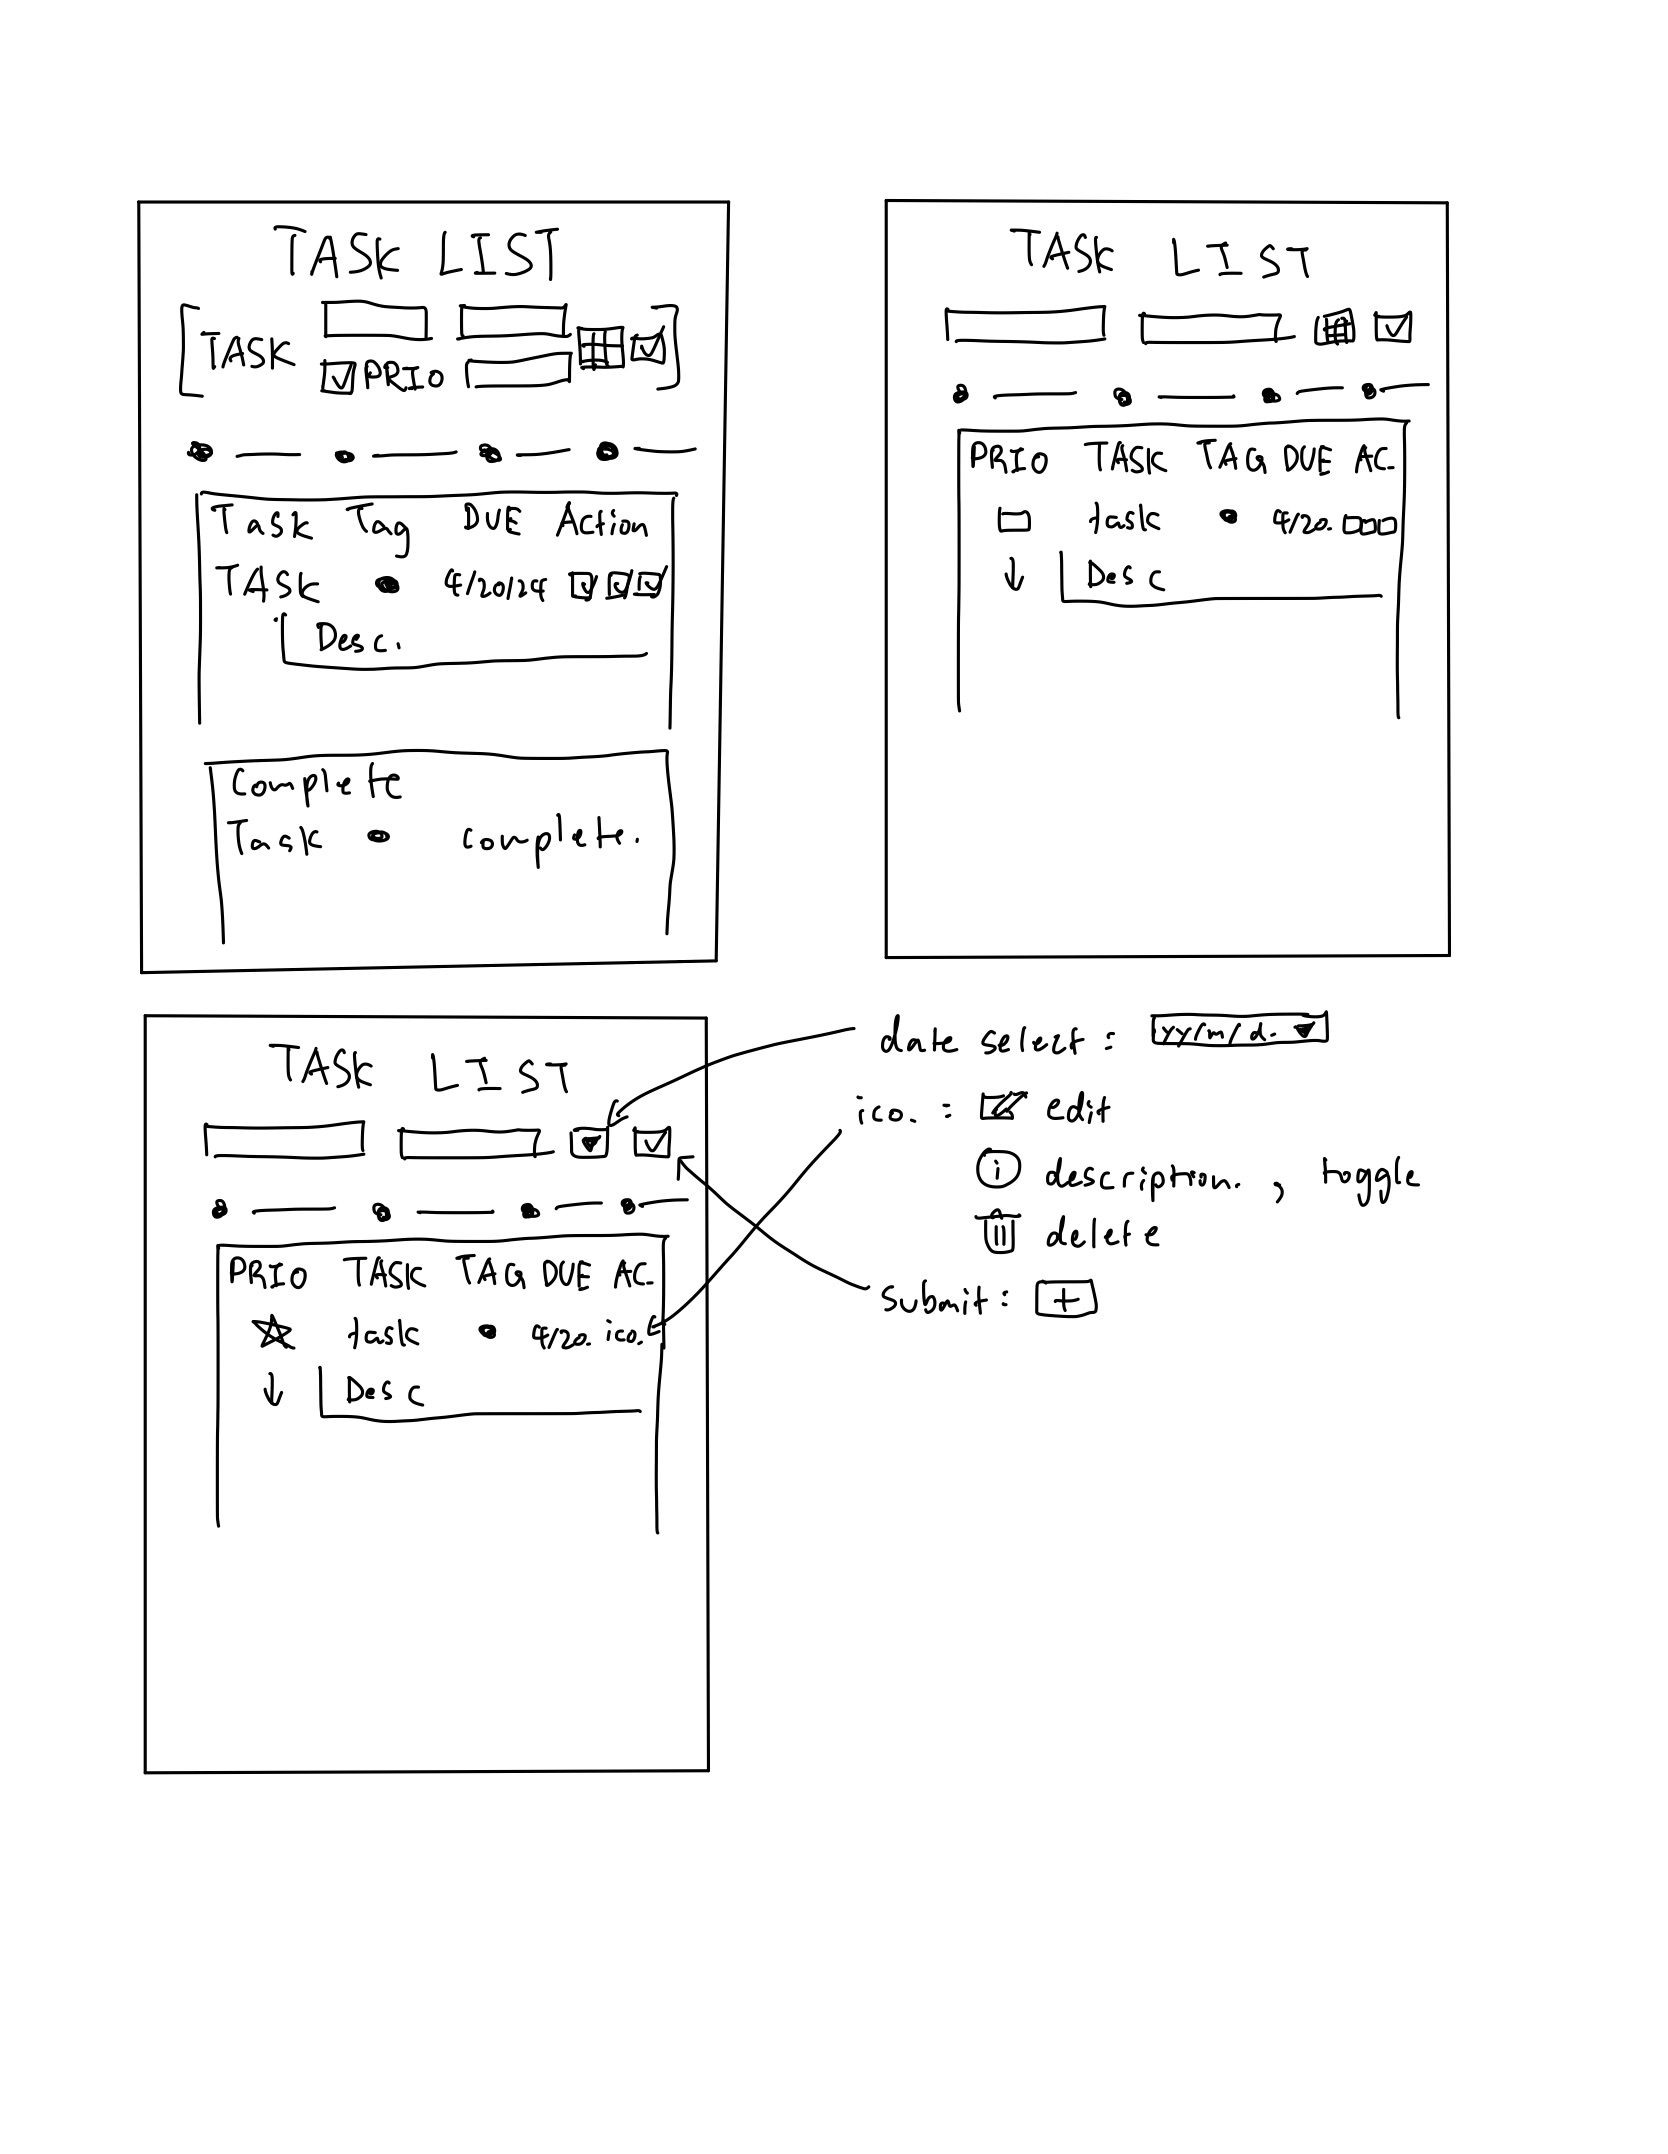 TASK LIST
TASK
PRIO
Task Tag DUE Action
TASK 4/20/24
Desc.
Complete
Task complete.
TASK LIST
PRIO TASK TAG DUE AC.
task 4/20.
Desc
TASK LIST
PRIO TASK TAG DUE AC.
task 4/20. ico.
Desc
date select: yy/m/d.
ico. = edit
i description., toggle
delete
submit: +